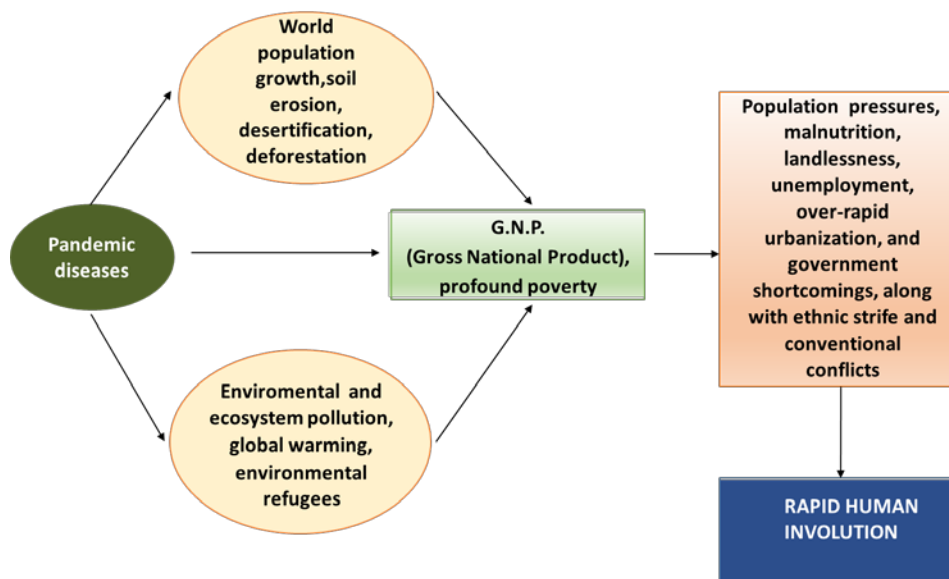 World
population
growth,soil
erosion,
desertification,
deforestation
Pandemic
diseases
G.N.P.
(Gross National Product),
profound poverty
Enviromental and
ecosystem pollution,
global warming,
environmental
refugees
Population pressures,
malnutrition,
landlessness,
unemployment,
over-rapid
urbanization, and
government
shortcomings, along
with ethnic strife and
conventional
conflicts
RAPID HUMAN
INVOLUTION